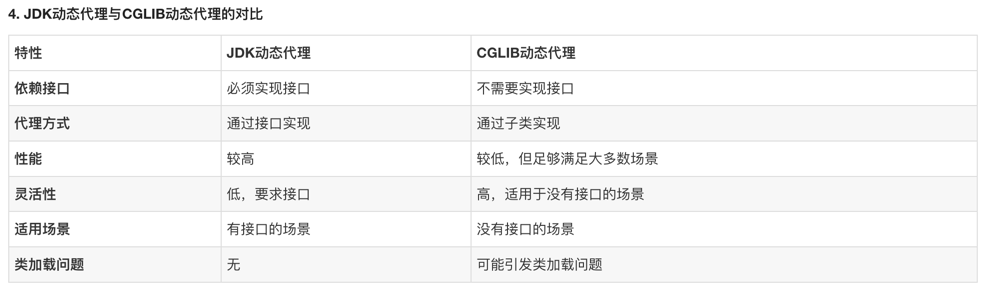 4. JDK动态代理与CGLIB动态代理的对比
特性 JDK动态代理 CGLIB动态代理
依赖接口 必须实现接口 不需要实现接口
代理方式 通过接口实现 通过子类实现
性能 较高 较低，但足够满足大多数场景
灵活性 低，要求接口 高，适用于没有接口的场景
适用场景 有接口的场景 没有接口的场景
类加载问题 无 可能引发类加载问题